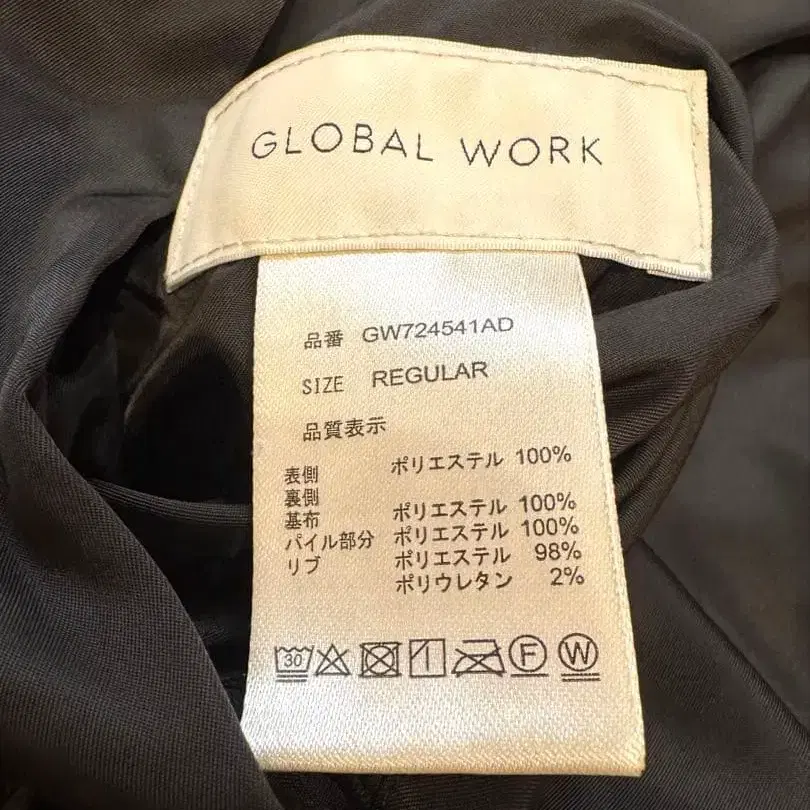 GLOBAL WORK
品番 GW724541AD
SIZE REGULAR
品質表示
表側 ポリエステル 100%
裏側
基布 ポリエステル 100%
パイル部分 ポリエステル 100%
リブ ポリエステル 98%
ポリウレタン 2%
30 F W